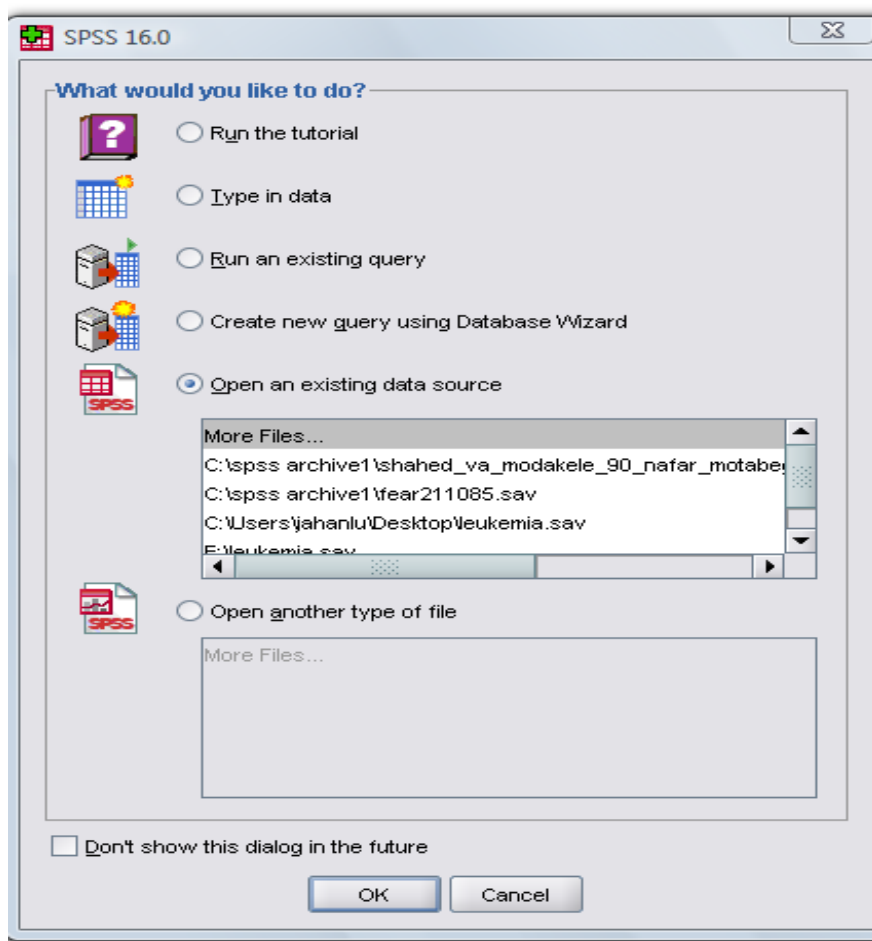 SPSS 16.0
What would you like to do?
Run the tutorial
Type in data
Run an existing query
Create new query using Database Wizard
Open an existing data source
SPSS
More Files...
C:\spss archive1\shahed_va_modakele_90_nafar_motabe
C:\spss archive1\fear211085.sav
C:\Users\jahanlu\Desktop\leukemia.sav
F:\leukemia.sav
Open another type of file
SPSS
More Files...
Don't show this dialog in the future
OK
Cancel